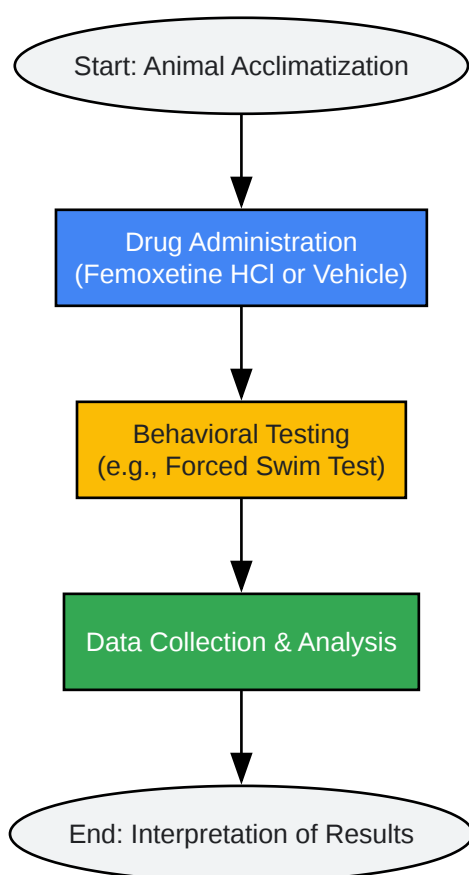 Start: Animal Acclimatization
Drug Administration
(Femoxetine HCl or Vehicle)
Behavioral Testing
(e.g., Forced Swim Test)
Data Collection & Analysis
End: Interpretation of Results